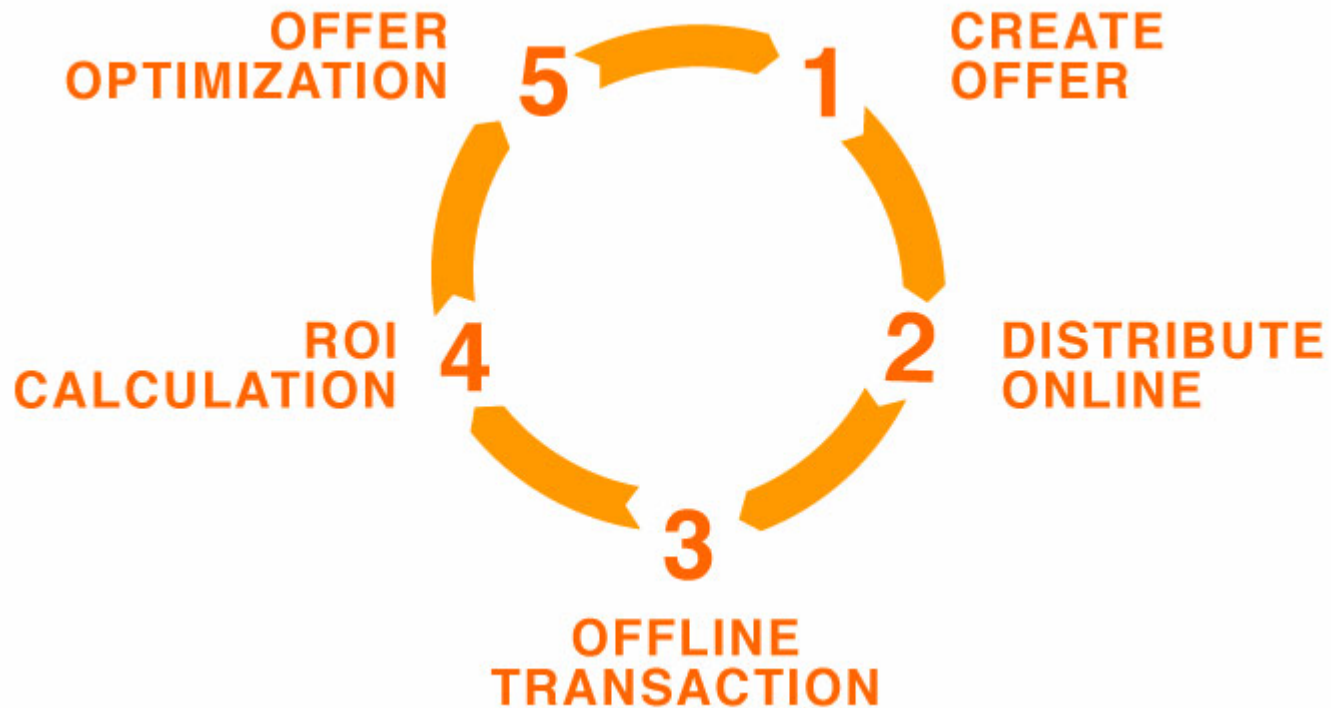 1
CREATE
OFFER
2
DISTRIBUTE
ONLINE
3
OFFLINE
TRANSACTION
4
ROI
CALCULATION
5
OFFER
OPTIMIZATION